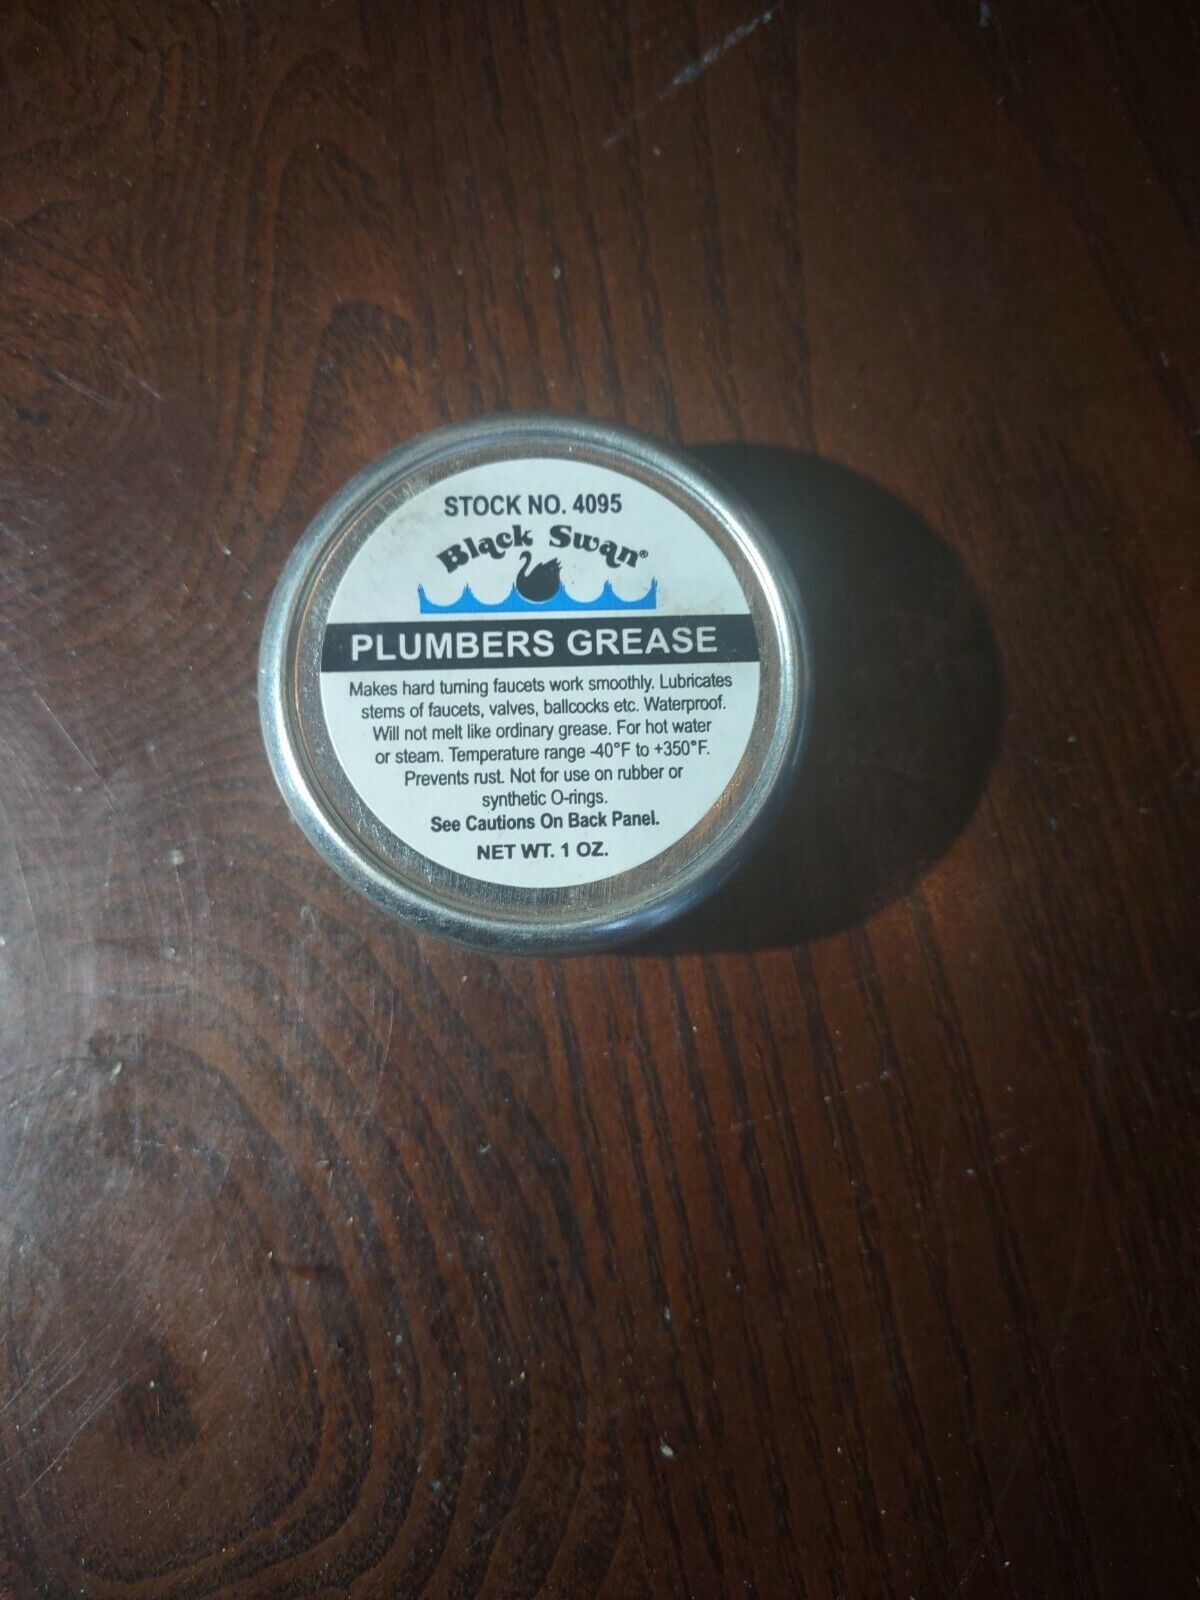 STOCK NO. 4095
Black Swan®
PLUMBERS GREASE
Makes hard turning faucets work smoothly. Lubricates
stems of faucets, valves, ballcocks etc. Waterproof.
Will not melt like ordinary grease. For hot water
or steam. Temperature range -40°F to +350°F.
Prevents rust. Not for use on rubber or
synthetic O-rings.
See Cautions On Back Panel.
NET WT. 1 OZ.